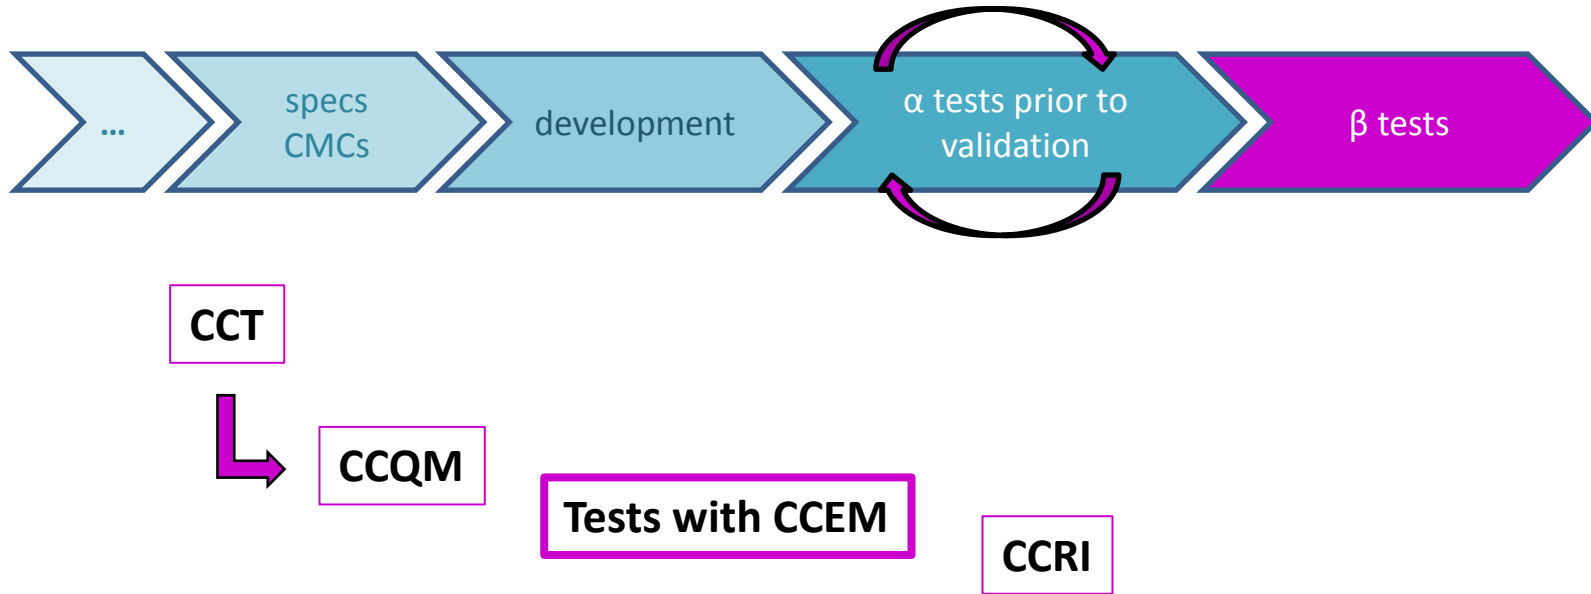 ...
specs
CMCs
development
α tests prior to
validation
β tests
CCT
CCQM
Tests with CCEM
CCRI